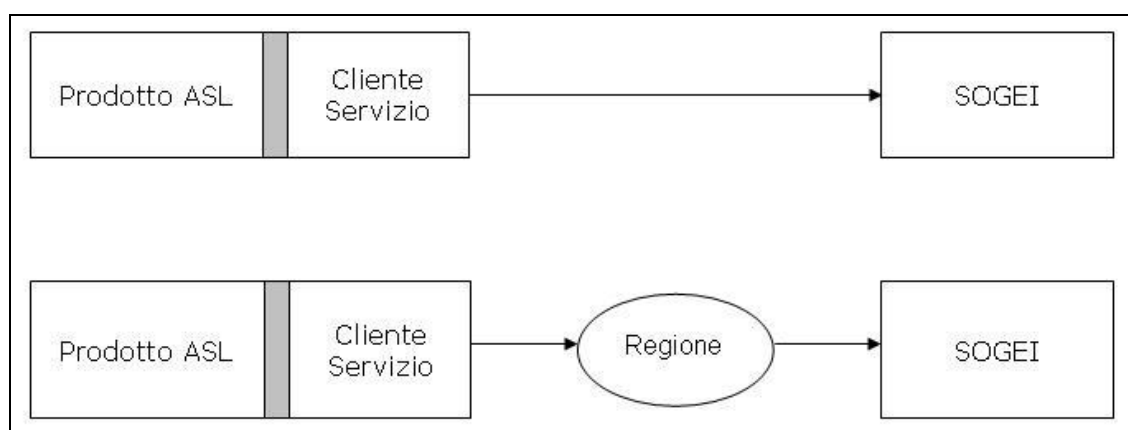 Prodotto ASL
Cliente
Servizio
SOGEI
Prodotto ASL
Cliente
Servizio
Regione
SOGEI